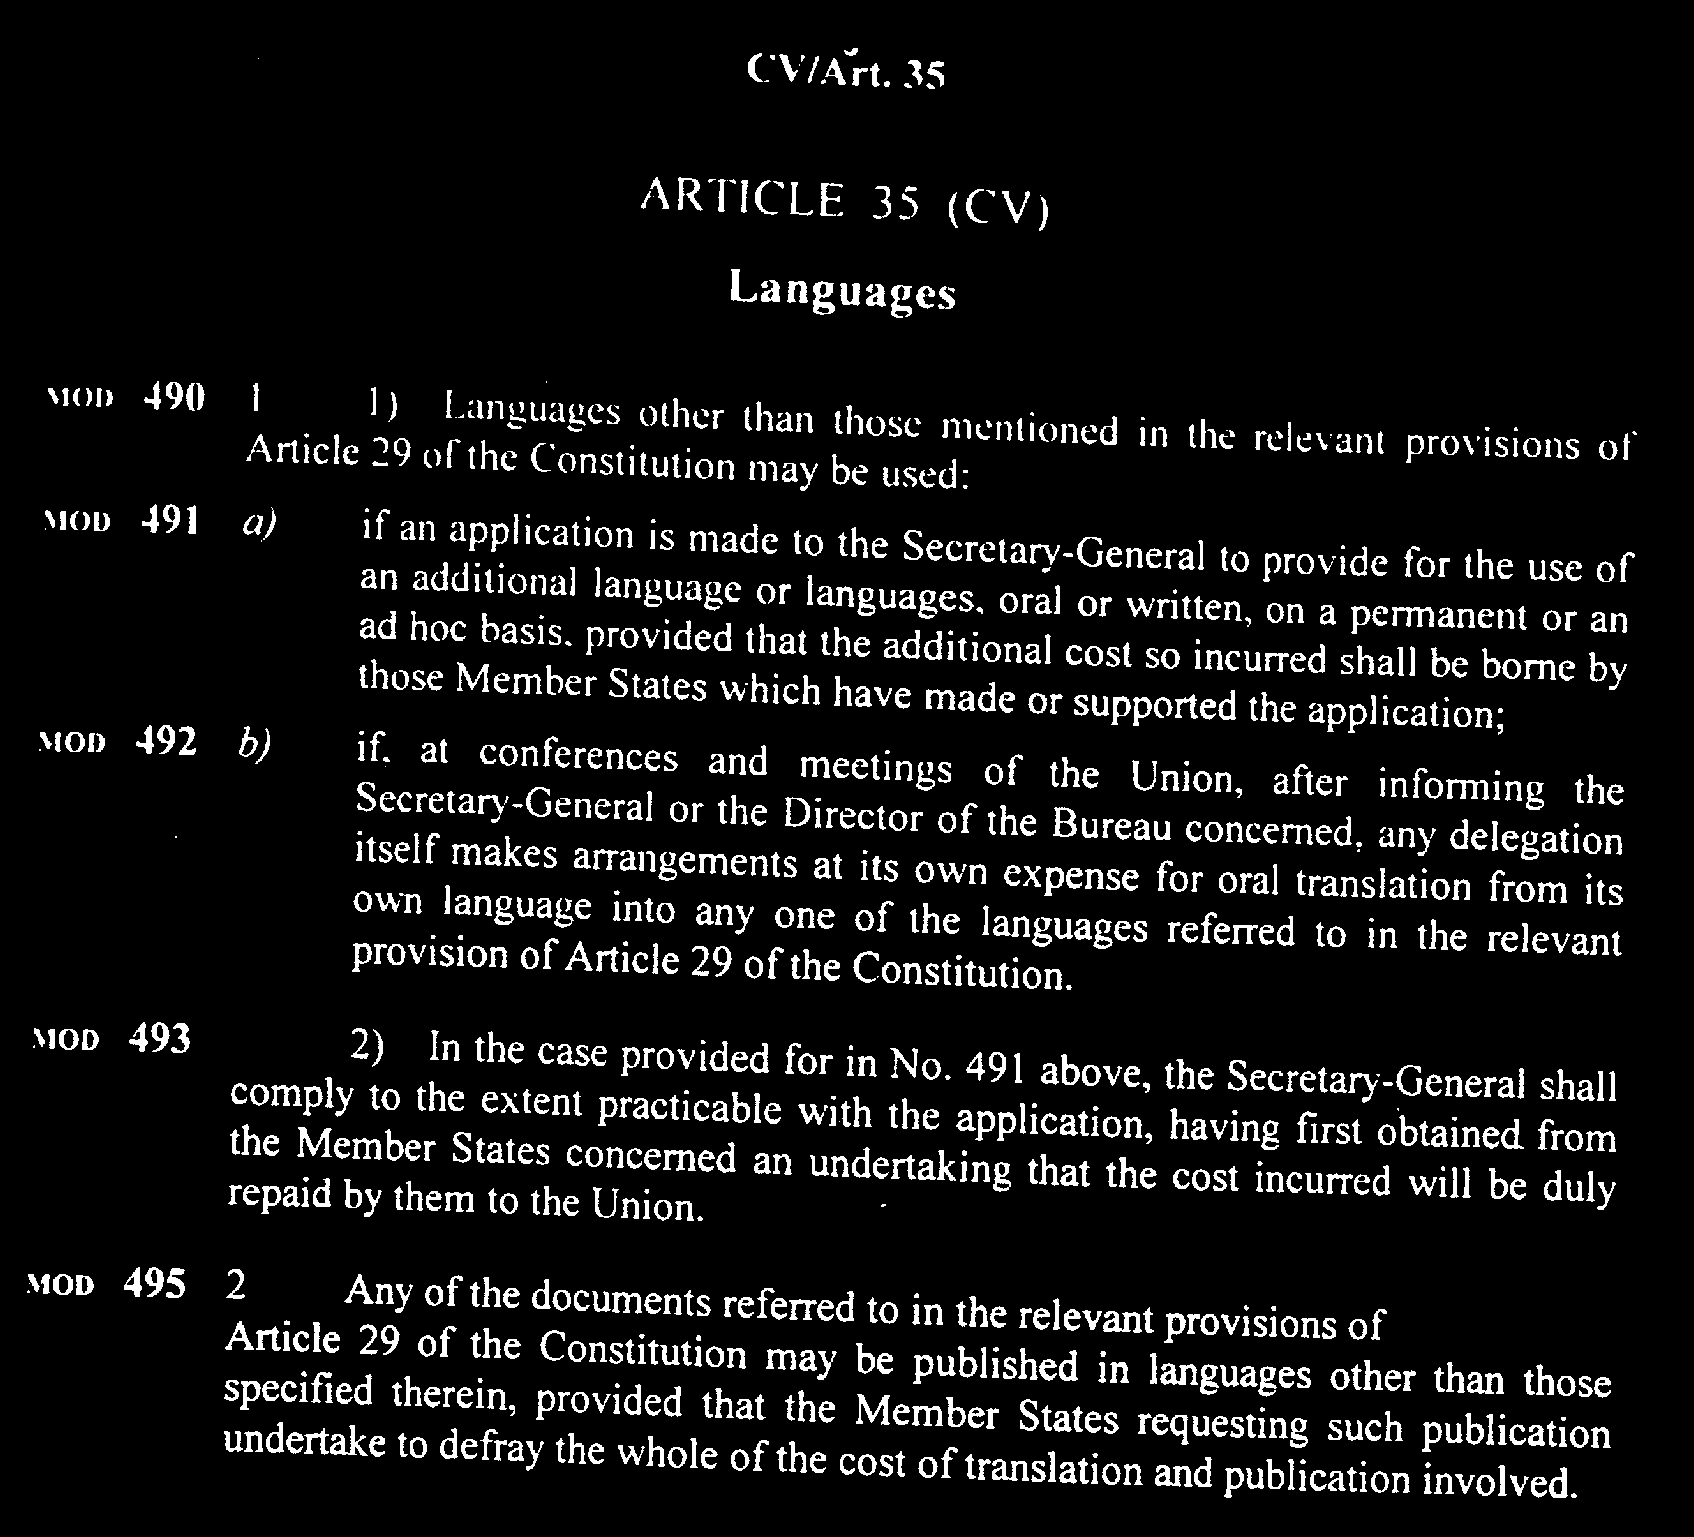 CV/Art. 35
ARTICLE 35 (CV)
Languages
MOD 490 1 1) Languages other than those mentioned in the relevant provisions of
Article 29 of the Constitution may be used:
MOD 491 a) if an application is made to the Secretary-General to provide for the use of
an additional language or languages, oral or written, on a permanent or an
ad hoc basis, provided that the additional cost so incurred shall be borne by
those Member States which have made or supported the application;
MOD 492 b) if, at conferences and meetings of the Union, after informing the
Secretary-General or the Director of the Bureau concerned, any delegation
itself makes arrangements at its own expense for oral translation from its
own language into any one of the languages referred to in the relevant
provision of Article 29 of the Constitution.
MOD 493 2) In the case provided for in No. 491 above, the Secretary-General shall
comply to the extent practicable with the application, having first obtained from
the Member States concerned an undertaking that the cost incurred will be duly
repaid by them to the Union.
MOD 495 2 Any of the documents referred to in the relevant provisions of
Article 29 of the Constitution may be published in languages other than those
specified therein, provided that the Member States requesting such publication
undertake to defray the whole of the cost of translation and publication involved.